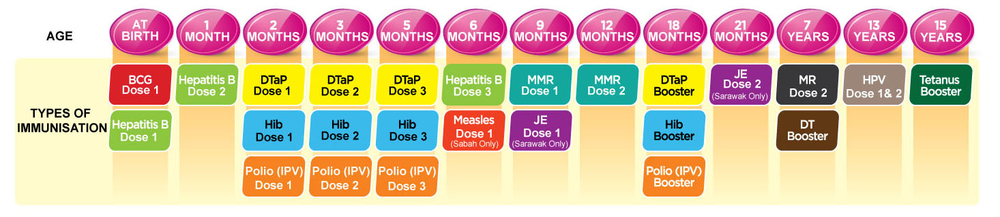 AGE
AT
BIRTH
1
MONTH
2
MONTHS
3
MONTHS
5
MONTHS
6
MONTHS
9
MONTHS
12
MONTHS
18
MONTHS
21
MONTHS
7
YEARS
13
YEARS
15
YEARS
TYPES OF
IMMUNISATION
BCG
Dose 1
Hepatitis B
Dose 2
DTaP
Dose 1
DTaP
Dose 2
DTaP
Dose 3
Hepatitis B
Dose 3
MMR
Dose 1
MMR
Dose 2
DTaP
Booster
JE
Dose 2
(Sarawak Only)
MR
Dose 2
HPV
Dose 1& 2
Tetanus
Booster
Hepatitis B
Dose 1
Hib
Dose 1
Hib
Dose 2
Hib
Dose 3
Measles
Dose 1
(Sabah Only)
JE
Dose 1
(Sarawak Only)
Hib
Booster
DT
Booster
Polio (IPV)
Dose 1
Polio (IPV)
Dose 2
Polio (IPV)
Dose 3
Polio (IPV)
Booster